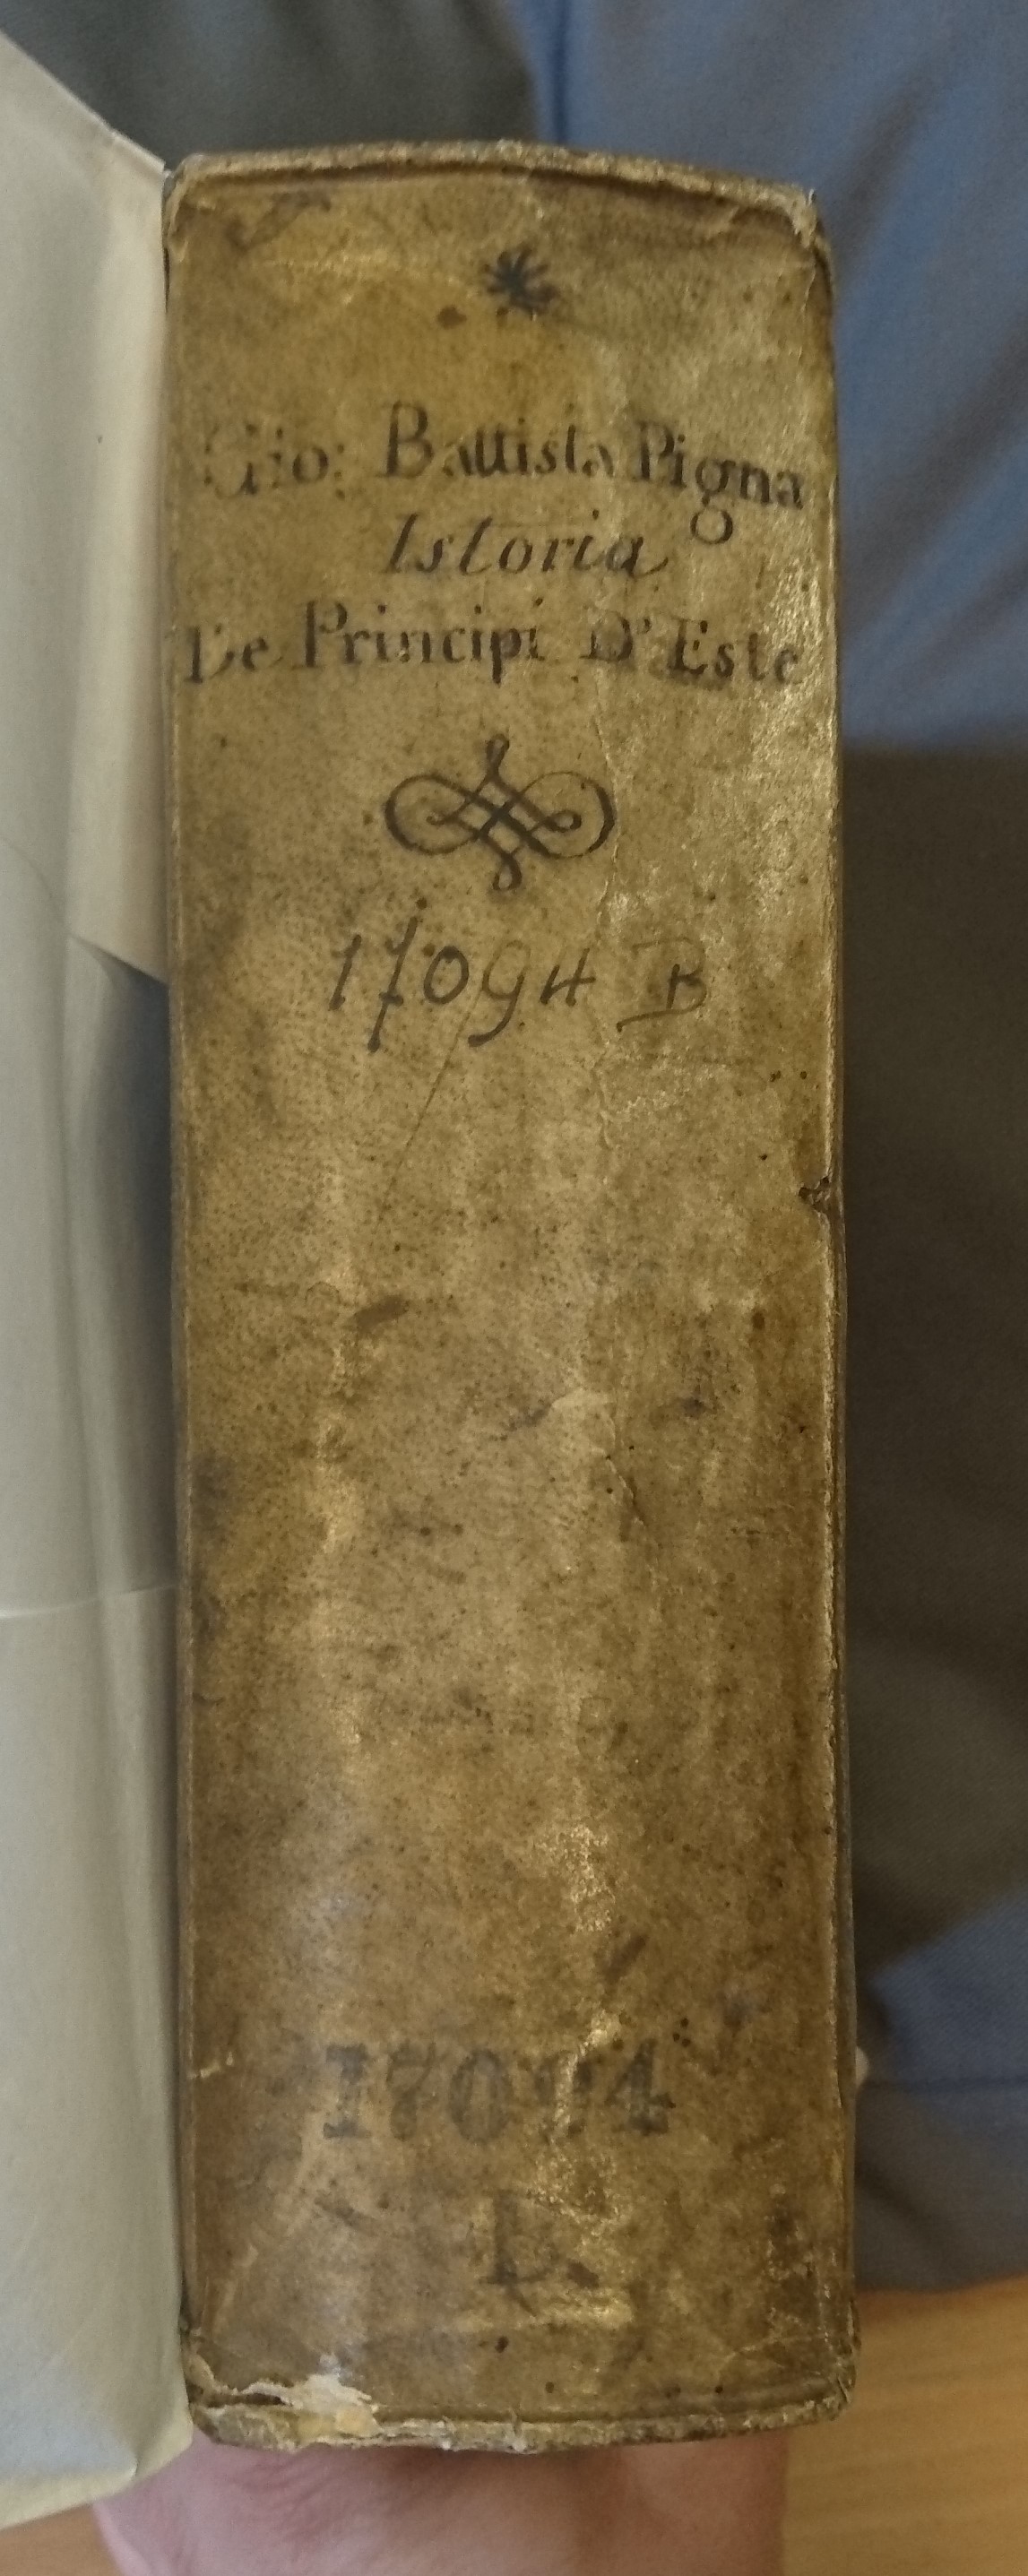 Gio: Battista Pigna
Istoria
De Principi D'Este
17094 B
17094